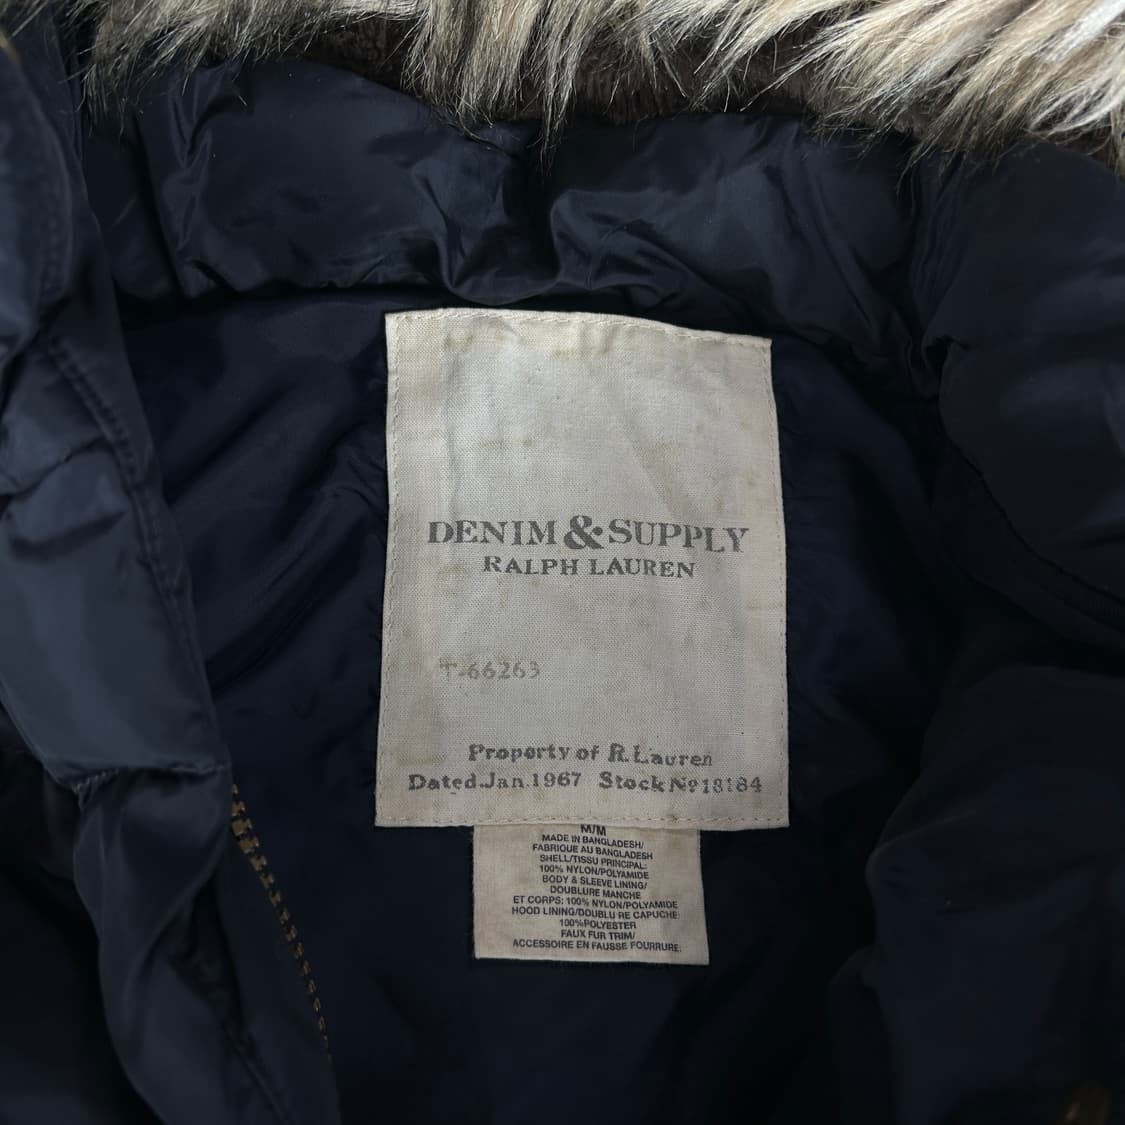 DENIM & SUPPLY
RALPH LAUREN
T-66263
Property of R.Lauren
Dated.Jan.1967 Stock No 18184
M/M
MADE IN BANGLADESH/
FABRIQUE AU BANGLADESH
SHELL/TISSU PRINCIPAL:
100% NYLON/POLYAMIDE
BODY & SLEEVE LINING/
DOUBLURE MANCHE
ET CORPS: 100% NYLON/POLYAMIDE
HOOD LINING/DOUBLU RE CAPUCHE:
100%POLYESTER
FAUX FUR TRIM/
ACCESSOIRE EN FAUSSE FOURRURE: